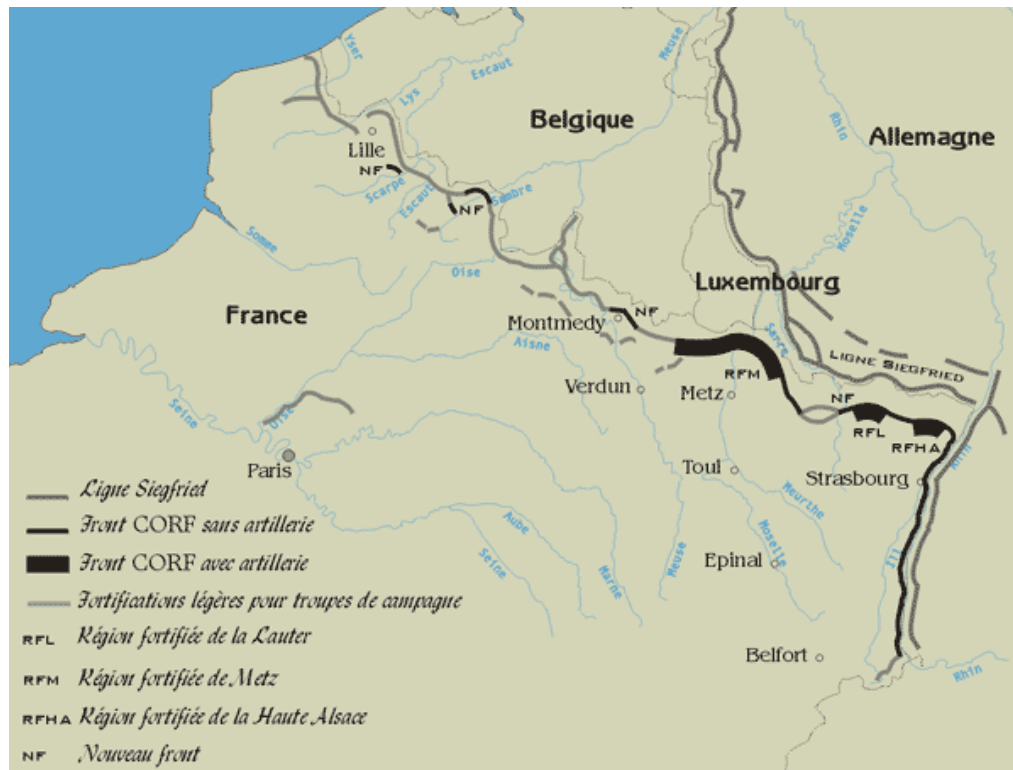 Yser
Meuse
Escaut
Lys
Belgique
Rhin
Allemagne
Lille
NF
Scarpe
Escaut
Sambre
NF
Moselle
Somme
Oise
Luxembourg
France
Montmedy
NF
Aisne
Sarre
LIGNE SIEGFRIED
Verdun
RFM
Metz
NF
Seine
Oise
RFL
RFHA
Rhin
Paris
Toul
Strasbourg
Meurthe
Ligne Siegfried
Front CORF sans artillerie
Aube
Moselle
Seine
Marne
Meuse
Epinal
Ill
Front CORF avec artillerie
Fortifications légères pour troupes de campagne
RFL Région fortifiée de la Lauter
Belfort
Rhin
RFM Région fortifiée de Metz
RFHA Région fortifiée de la Haute Alsace
NF Nouveau front